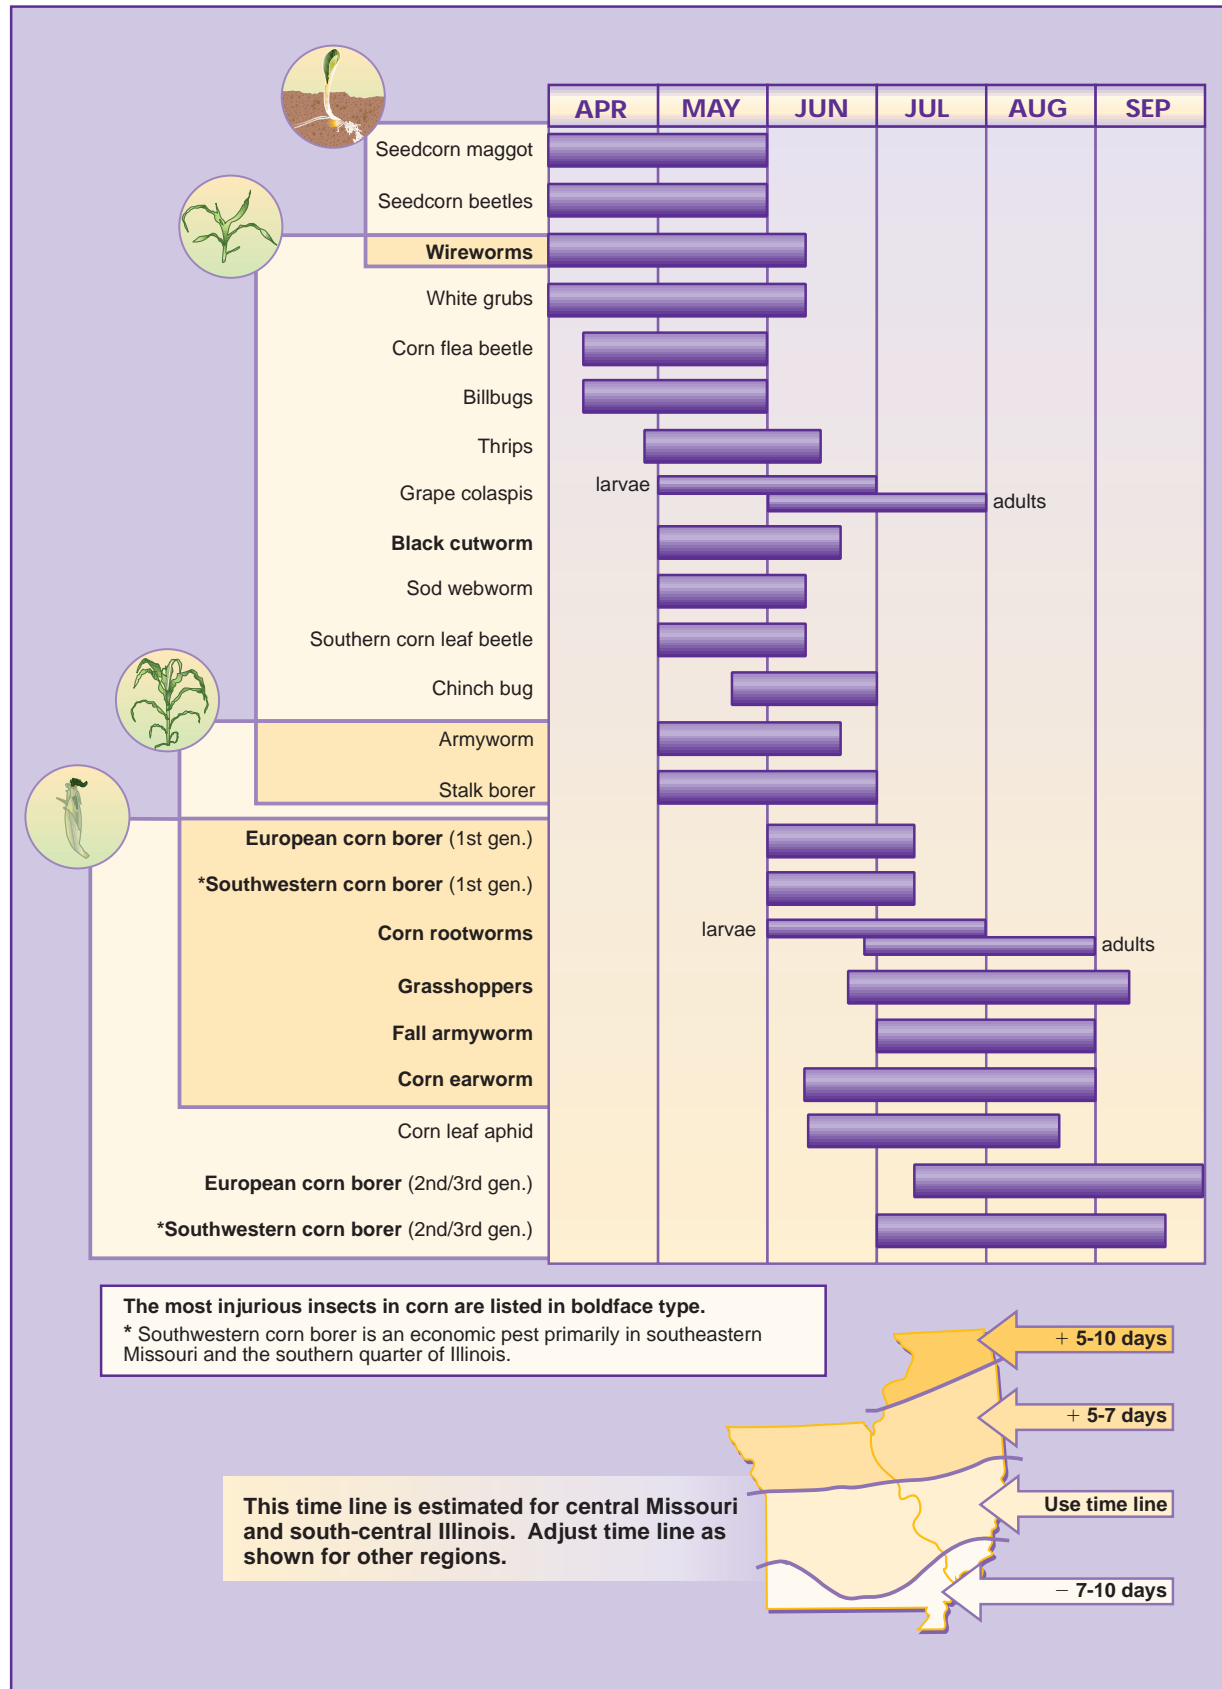 APR MAY JUN JUL AUG SEP
Seedcorn maggot
Seedcorn beetles
Wireworms
White grubs
Corn flea beetle
Billbugs
Thrips
Grape colaspis larvae adults
Black cutworm
Sod webworm
Southern corn leaf beetle
Chinch bug
Armyworm
Stalk borer
European corn borer (1st gen.)
*Southwestern corn borer (1st gen.)
Corn rootworms larvae adults
Grasshoppers
Fall armyworm
Corn earworm
Corn leaf aphid
European corn borer (2nd/3rd gen.)
*Southwestern corn borer (2nd/3rd gen.)
The most injurious insects in corn are listed in boldface type.
* Southwestern corn borer is an economic pest primarily in southeastern
Missouri and the southern quarter of Illinois.
+ 5-10 days
+ 5-7 days
Use time line
− 7-10 days
This time line is estimated for central Missouri
and south-central Illinois. Adjust time line as
shown for other regions.